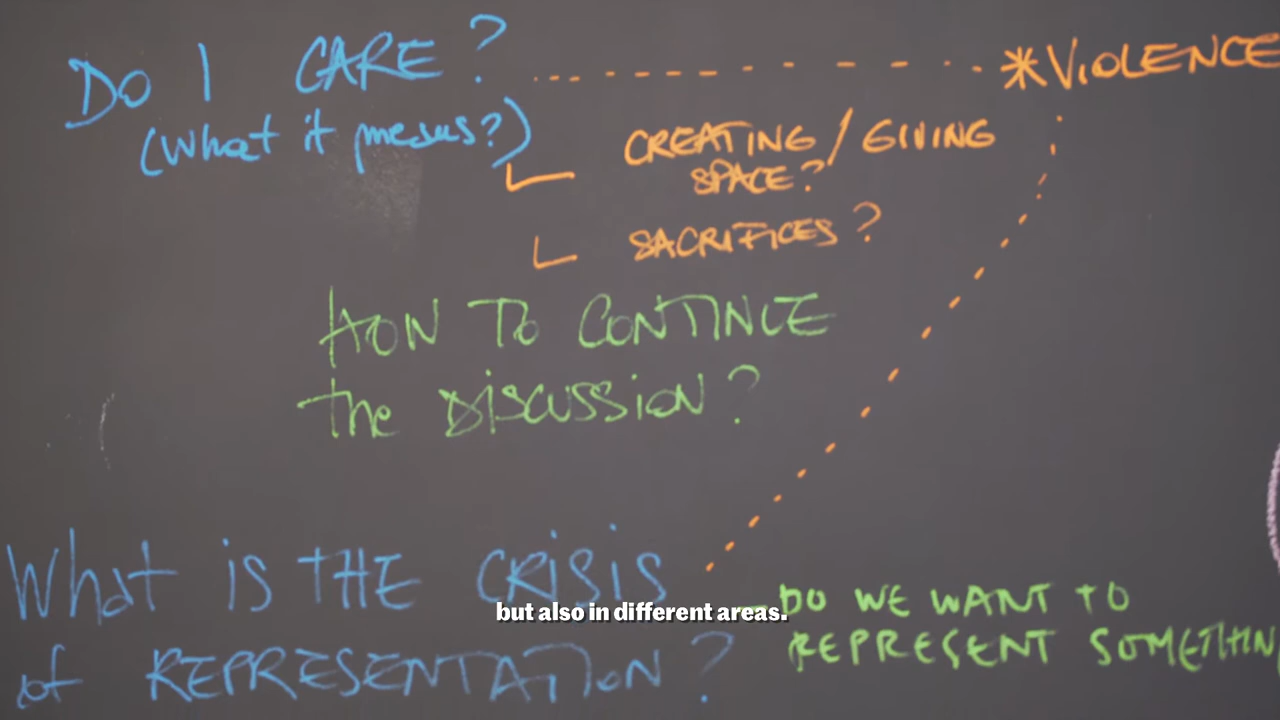 DO I CARE?
*VIOLENCE
(What it means?)
CREATING / GIVING
SPACE?
SACRIFICES?
HOW TO CONTINUE
the DISCUSSION?
What is THE CRISIS
of REPRESENTATION?
but also in different areas.
DO WE WANT TO
REPRESENT SOMETHIN